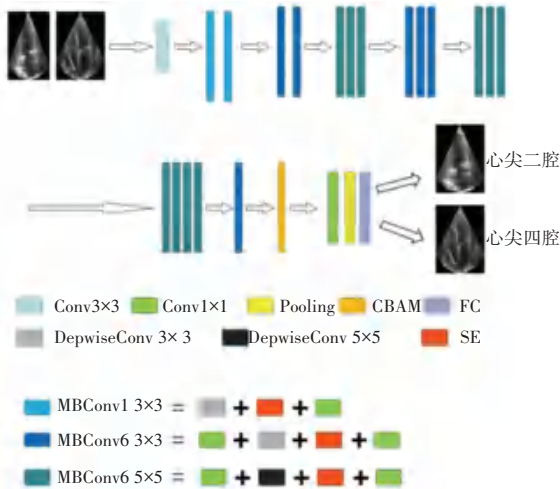 心尖二腔
心尖四腔
Conv3×3 Conv1×1 Pooling CBAM FC
DepwiseConv 3×3 DepwiseConv 5×5 SE
MBConv1 3×3 = + +
MBConv6 3×3 = + + +
MBConv6 5×5 = + + +